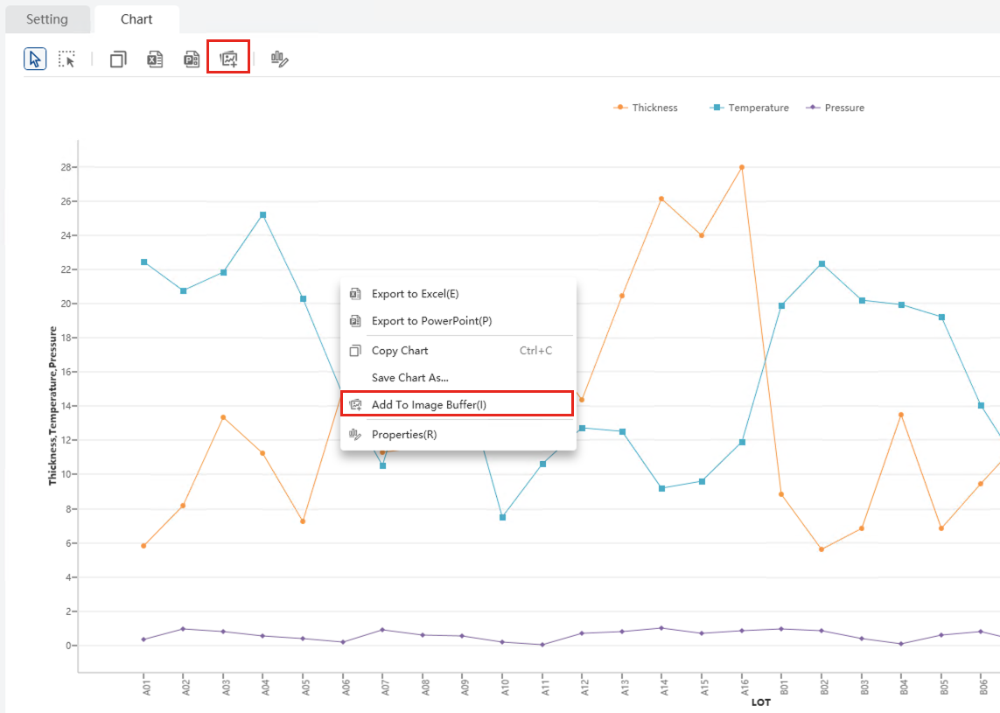 Setting
Chart
Thickness
Temperature
Pressure
28
26
24
22
20
18
16
14
12
10
8
6
4
2
0
Thickness,Temperature,Pressure
Export to Excel(E)
Export to PowerPoint(P)
Copy Chart Ctrl+C
Save Chart As...
Add To Image Buffer(I)
Properties(R)
A01 A02 A03 A04 A05 A06 A07 A08 A09 A10 A11 A12 A13 A14 A15 A16 B01 B02 B03 B04 B05 B06
LOT